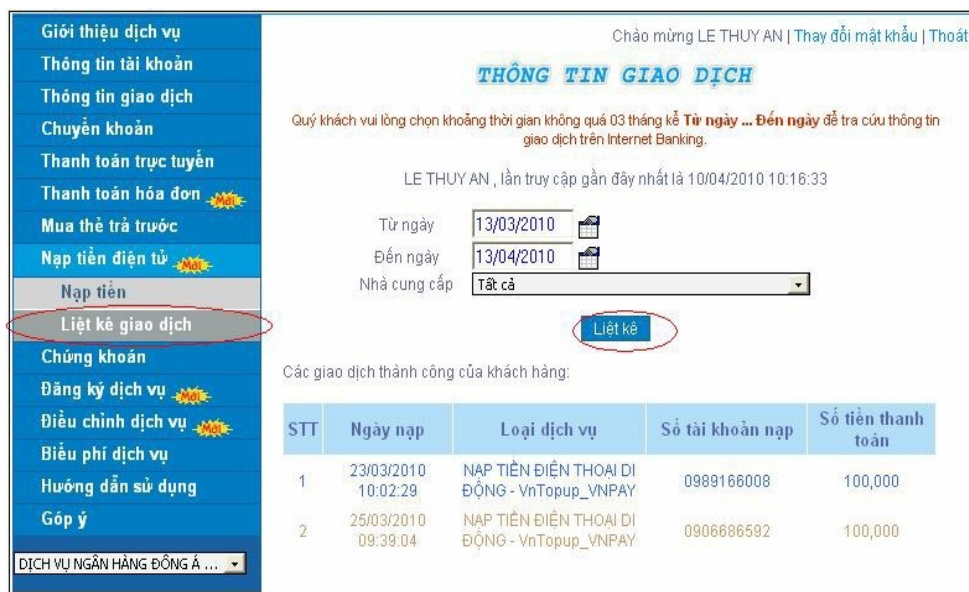 Giới thiệu dịch vụ
Thông tin tài khoản
Thông tin giao dịch
Chuyển khoản
Thanh toán trực tuyến
Thanh toán hóa đơn Mới
Mua thẻ trả trước
Nạp tiền điện tử Mới
Nạp tiền
Liệt kê giao dịch
Chứng khoán
Đăng ký dịch vụ Mới
Điều chỉnh dịch vụ Mới
Biểu phí dịch vụ
Hướng dẫn sử dụng
Góp ý
DỊCH VỤ NGÂN HÀNG ĐÔNG Á ...
Chào mừng LE THUY AN | Thay đổi mật khẩu | Thoát
THÔNG TIN GIAO DỊCH
Quý khách vui lòng chọn khoảng thời gian không quá 03 tháng kể Từ ngày ... Đến ngày để tra cứu thông tin
giao dịch trên Internet Banking.
LE THUY AN , lần truy cập gần đây nhất là 10/04/2010 10:16:33
Từ ngày 13/03/2010
Đến ngày 13/04/2010
Nhà cung cấp Tất cả
Liệt kê
Các giao dịch thành công của khách hàng:
STT Ngày nạp Loại dịch vụ Số tài khoản nạp Số tiền thanh toán
1 23/03/2010 10:02:29 NẠP TIỀN ĐIỆN THOẠI DI ĐỘNG - VnTopup_VNPAY 0989166008 100,000
2 25/03/2010 09:39:04 NẠP TIỀN ĐIỆN THOẠI DI ĐỘNG - VnTopup_VNPAY 0906686592 100,000